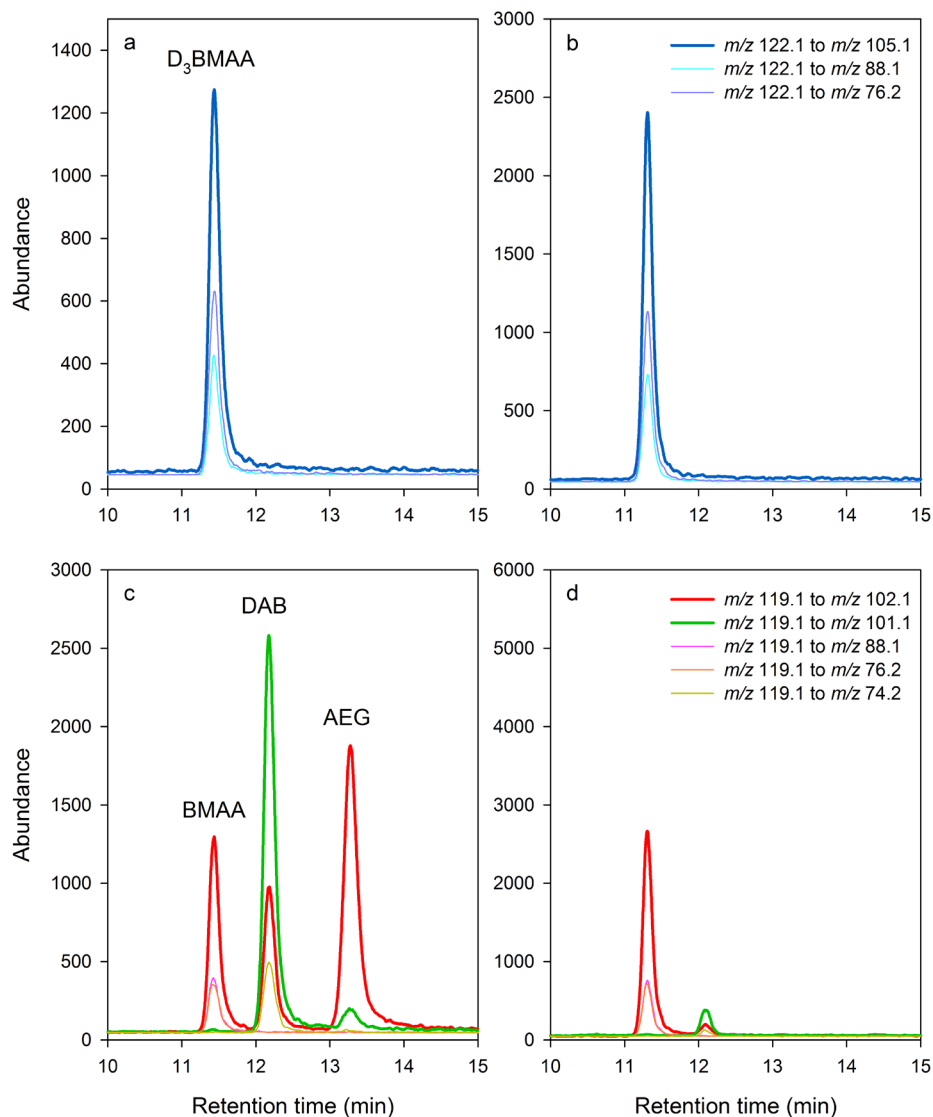 a
D₃BMAA
Abundance
1400
1200
1000
800
600
400
200
0
10 11 12 13 14 15
b
m/z 122.1 to m/z 105.1
m/z 122.1 to m/z 88.1
m/z 122.1 to m/z 76.2
3000
2500
2000
1500
1000
500
0
10 11 12 13 14 15
c
DAB
AEG
BMAA
Abundance
3000
2500
2000
1500
1000
500
0
10 11 12 13 14 15
Retention time (min)
d
m/z 119.1 to m/z 102.1
m/z 119.1 to m/z 101.1
m/z 119.1 to m/z 88.1
m/z 119.1 to m/z 76.2
m/z 119.1 to m/z 74.2
6000
5000
4000
3000
2000
1000
0
10 11 12 13 14 15
Retention time (min)